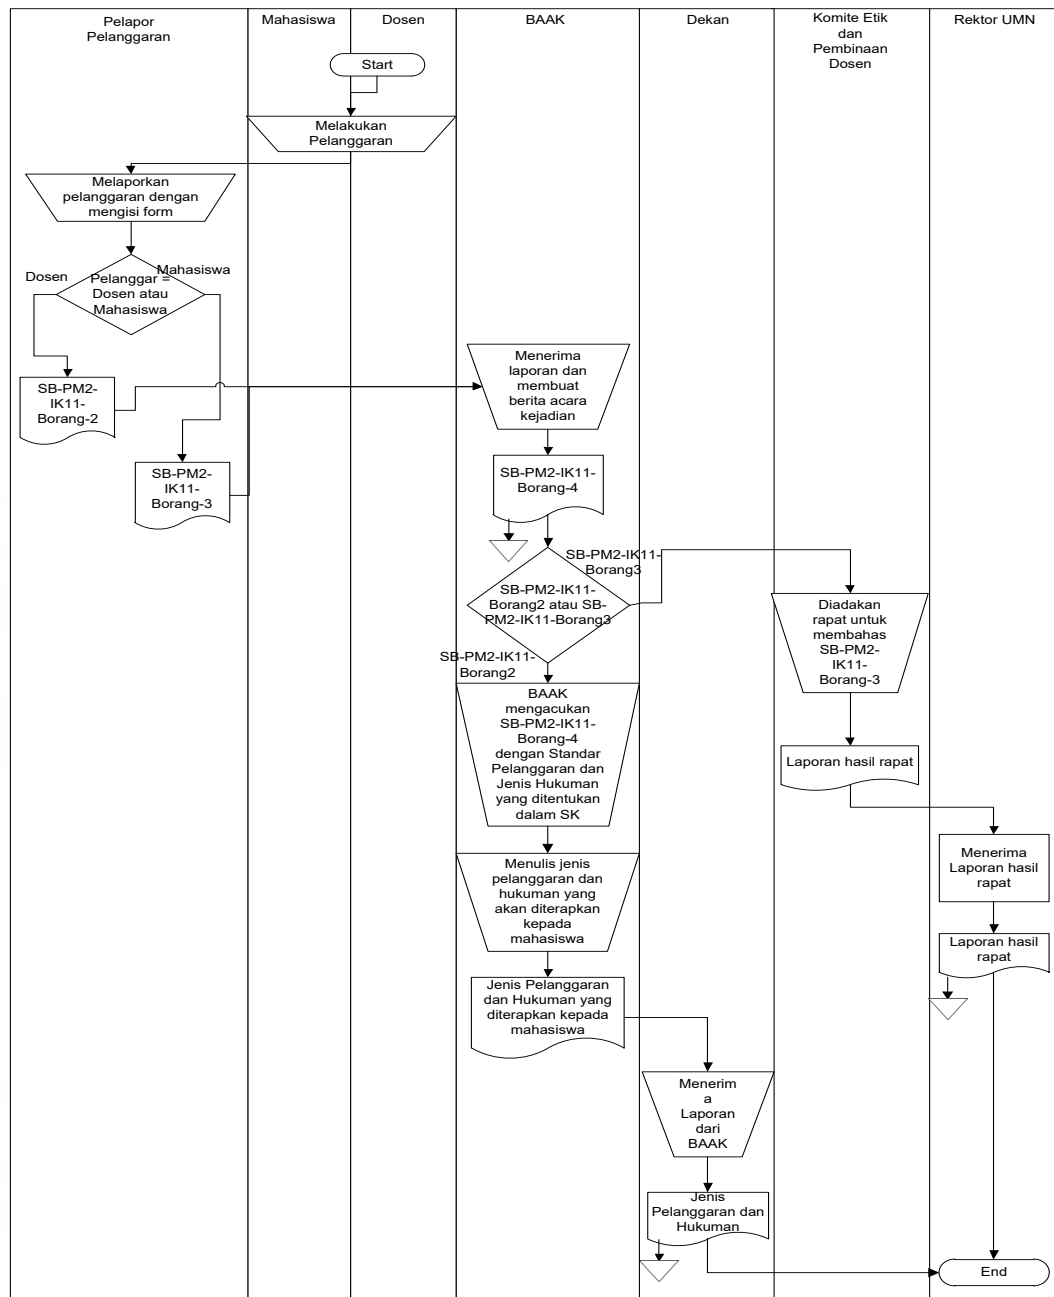 Pelapor
Pelanggaran
Mahasiswa
Dosen
BAAK
Dekan
Komite Etik
dan
Pembinaan
Dosen
Rektor UMN
Start
Melakukan
Pelanggaran
Melaporkan
pelanggaran dengan
mengisi form
Dosen
Mahasiswa
Pelanggar =
Dosen atau
Mahasiswa
SB-PM2-
IK11-
Borang-2
SB-PM2-
IK11-
Borang-3
Menerima
laporan dan
membuat
berita acara
kejadian
SB-PM2-IK11-
Borang-4
SB-PM2-IK11-
Borang3
SB-PM2-IK11-
Borang2 atau SB-
PM2-IK11-Borang3
SB-PM2-IK11-
Borang2
Diadakan
rapat untuk
membahas
SB-PM2-
IK11-
Borang-3
BAAK
mengacukan
SB-PM2-IK11-
Borang-4
dengan Standar
Pelanggaran dan
Jenis Hukuman
yang ditentukan
dalam SK
Laporan hasil rapat
Menerima
Laporan hasil
rapat
Menulis jenis
pelanggaran dan
hukuman yang
akan diterapkan
kepada
mahasiswa
Laporan hasil
rapat
Jenis Pelanggaran
dan Hukuman yang
diterapkan kepada
mahasiswa
Menerim
a
Laporan
dari
BAAK
Jenis
Pelanggaran dan
Hukuman
End